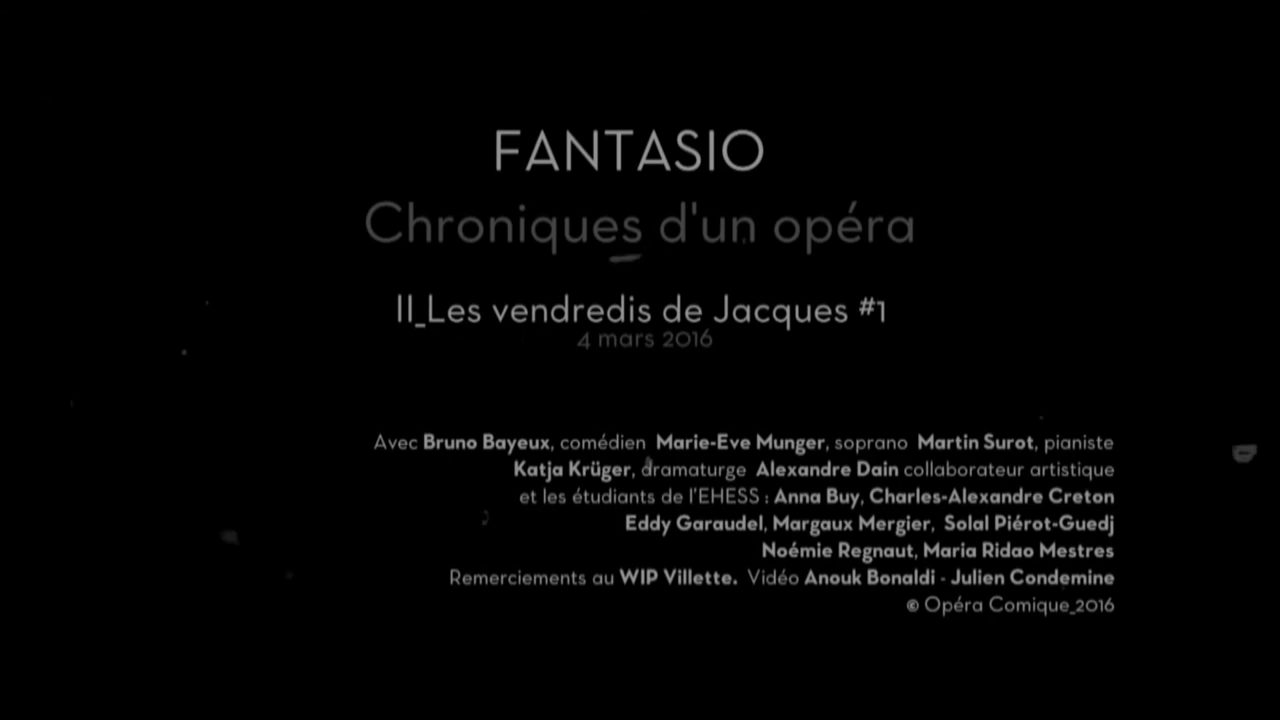 FANTASIO
Chroniques d'un opéra
II_Les vendredis de Jacques #1
4 mars 2016
Avec Bruno Bayeux, comédien Marie-Eve Munger, soprano Martin Surot, pianiste
Katja Krüger, dramaturge Alexandre Dain collaborateur artistique
et les étudiants de l'EHESS : Anna Buy, Charles-Alexandre Creton
Eddy Garaudel, Margaux Mergier, Solal Piérot-Guedj
Noémie Regnaut, Maria Ridao Mestres
Remerciements au WIP Villette. Vidéo Anouk Bonaldi - Julien Condemine
© Opéra Comique_2016